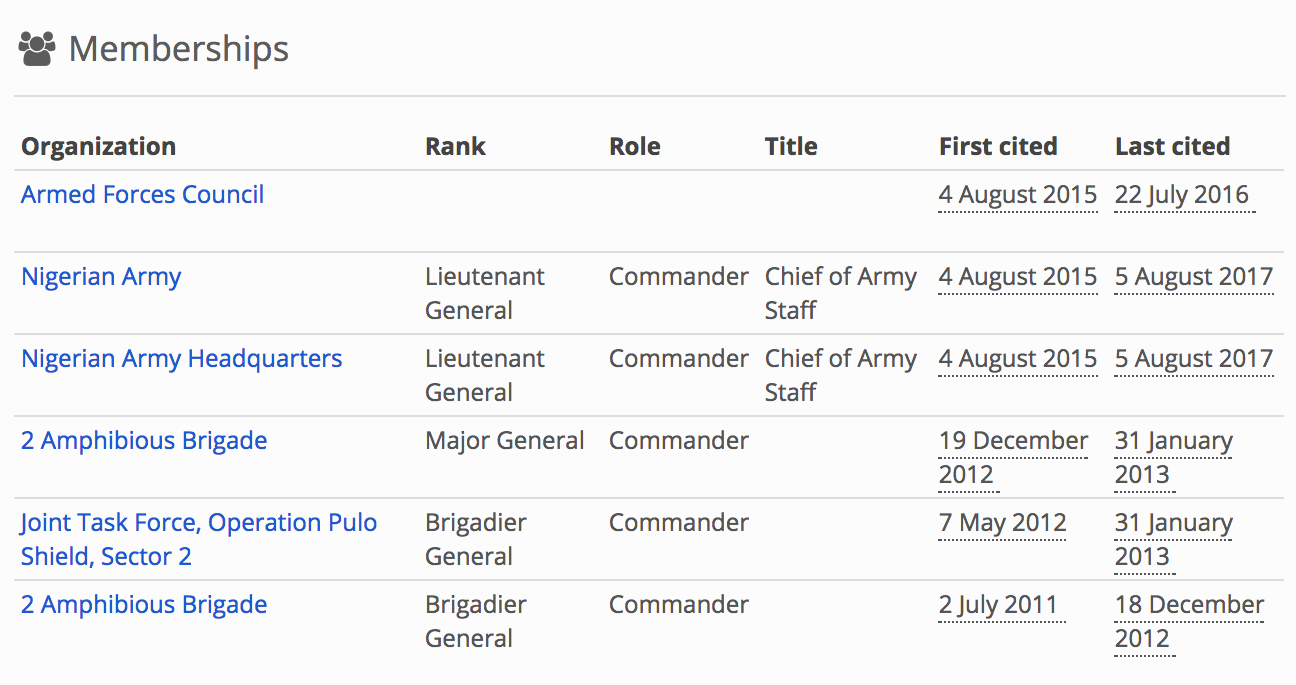 Memberships
Organization Rank Role Title First cited Last cited
Armed Forces Council 4 August 2015 22 July 2016
Nigerian Army Lieutenant Commander Chief of Army 4 August 2015 5 August 2017
General Staff
Nigerian Army Headquarters Lieutenant Commander Chief of Army 4 August 2015 5 August 2017
General Staff
2 Amphibious Brigade Major General Commander 19 December 31 January
2012 2013
Joint Task Force, Operation Pulo Brigadier Commander 7 May 2012 31 January
Shield, Sector 2 General 2013
2 Amphibious Brigade Brigadier Commander 2 July 2011 18 December
General 2012